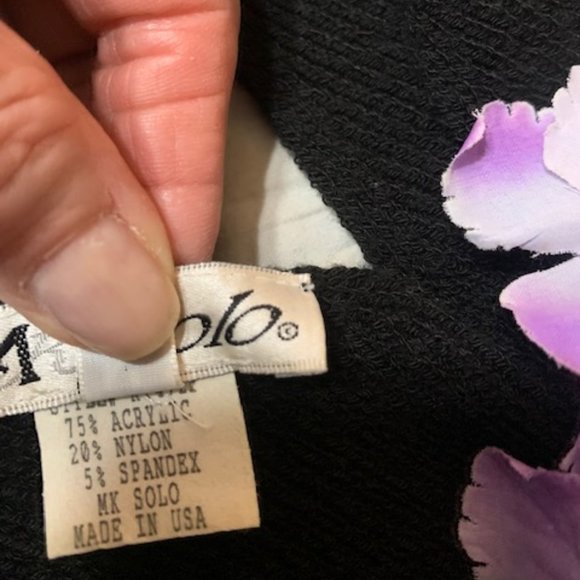 olo©
75% ACRYLIC
20% NYLON
5% SPANDEX
MK SOLO
MADE IN USA